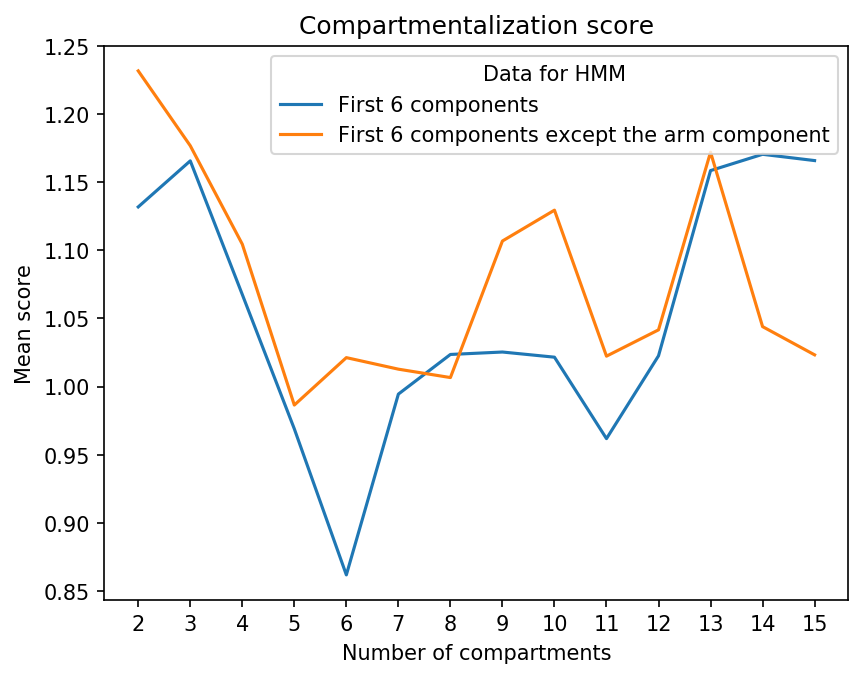 Compartmentalization score
Data for HMM
First 6 components
First 6 components except the arm component
Mean score
1.25
1.20
1.15
1.10
1.05
1.00
0.95
0.90
0.85
2 3 4 5 6 7 8 9 10 11 12 13 14 15
Number of compartments